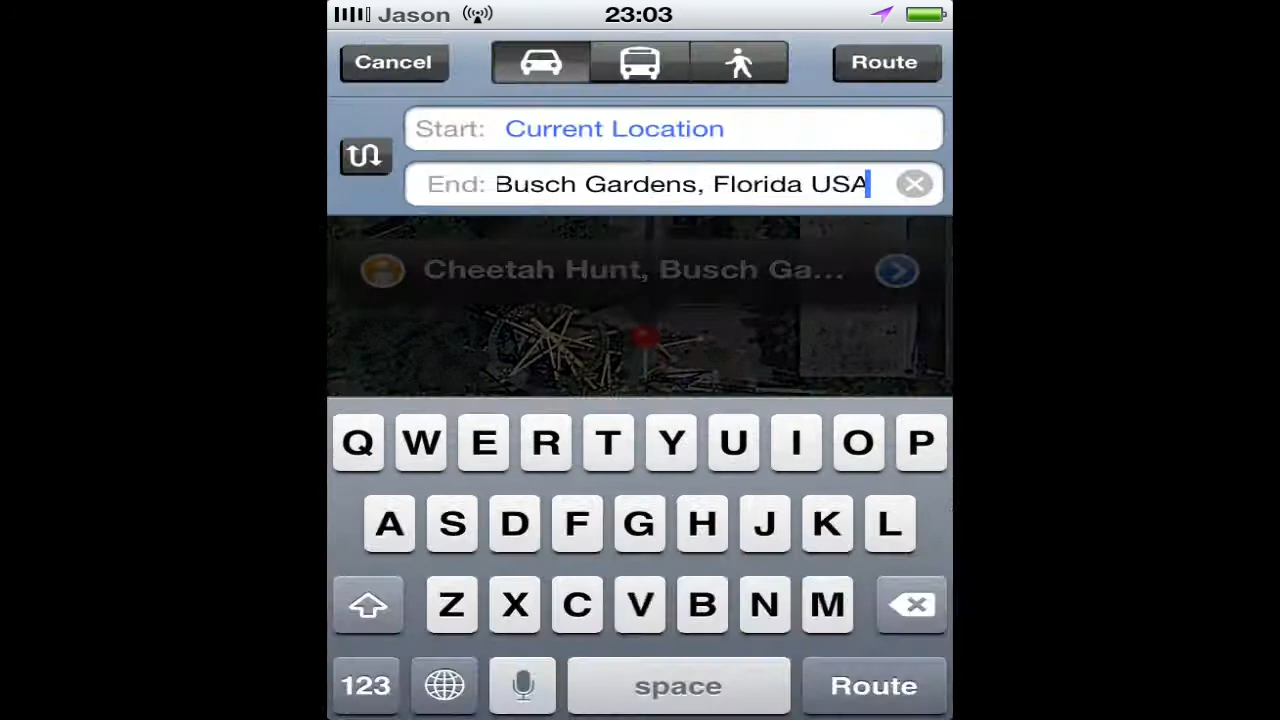 Jason 23:03
Cancel Route
Start: Current Location
End: Busch Gardens, Florida USA
Cheetah Hunt, Busch Ga...
Q W E R T Y U I O P
A S D F G H J K L
Z X C V B N M
123 space Route